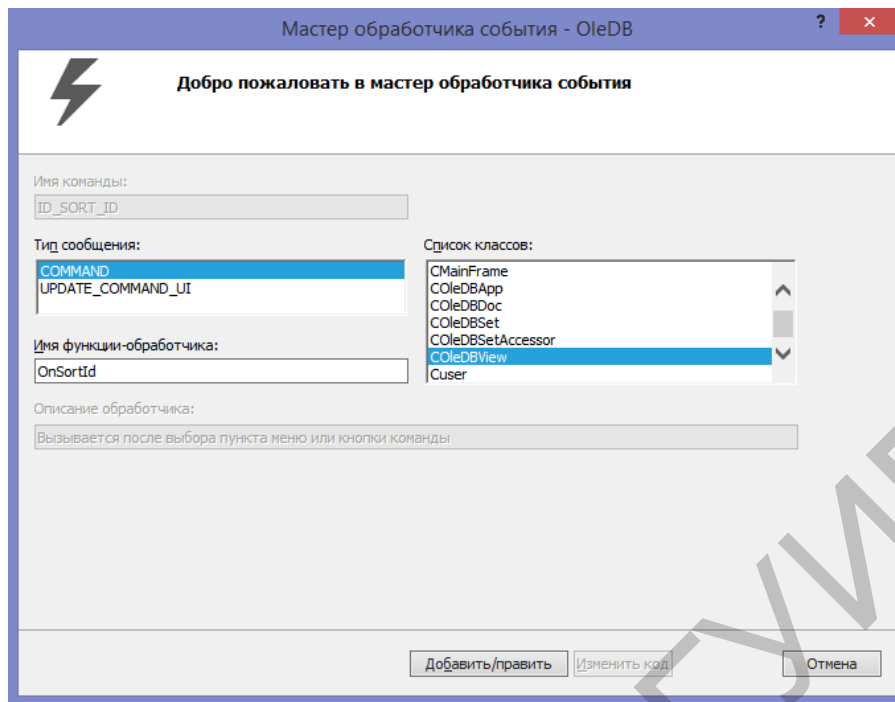 Мастер обработчика события - OleDB
?
Добро пожаловать в мастер обработчика события
Имя команды:
ID_SORT_ID
Тип сообщения:
COMMAND
UPDATE_COMMAND_UI
Список классов:
CMainFrame
COleDBApp
COleDBDoc
COleDBSet
COleDBSetAccessor
COleDBView
Cuser
Имя функции-обработчика:
OnSortId
Описание обработчика:
Вызывается после выбора пункта меню или кнопки команды
Добавить/править
Изменить код
Отмена